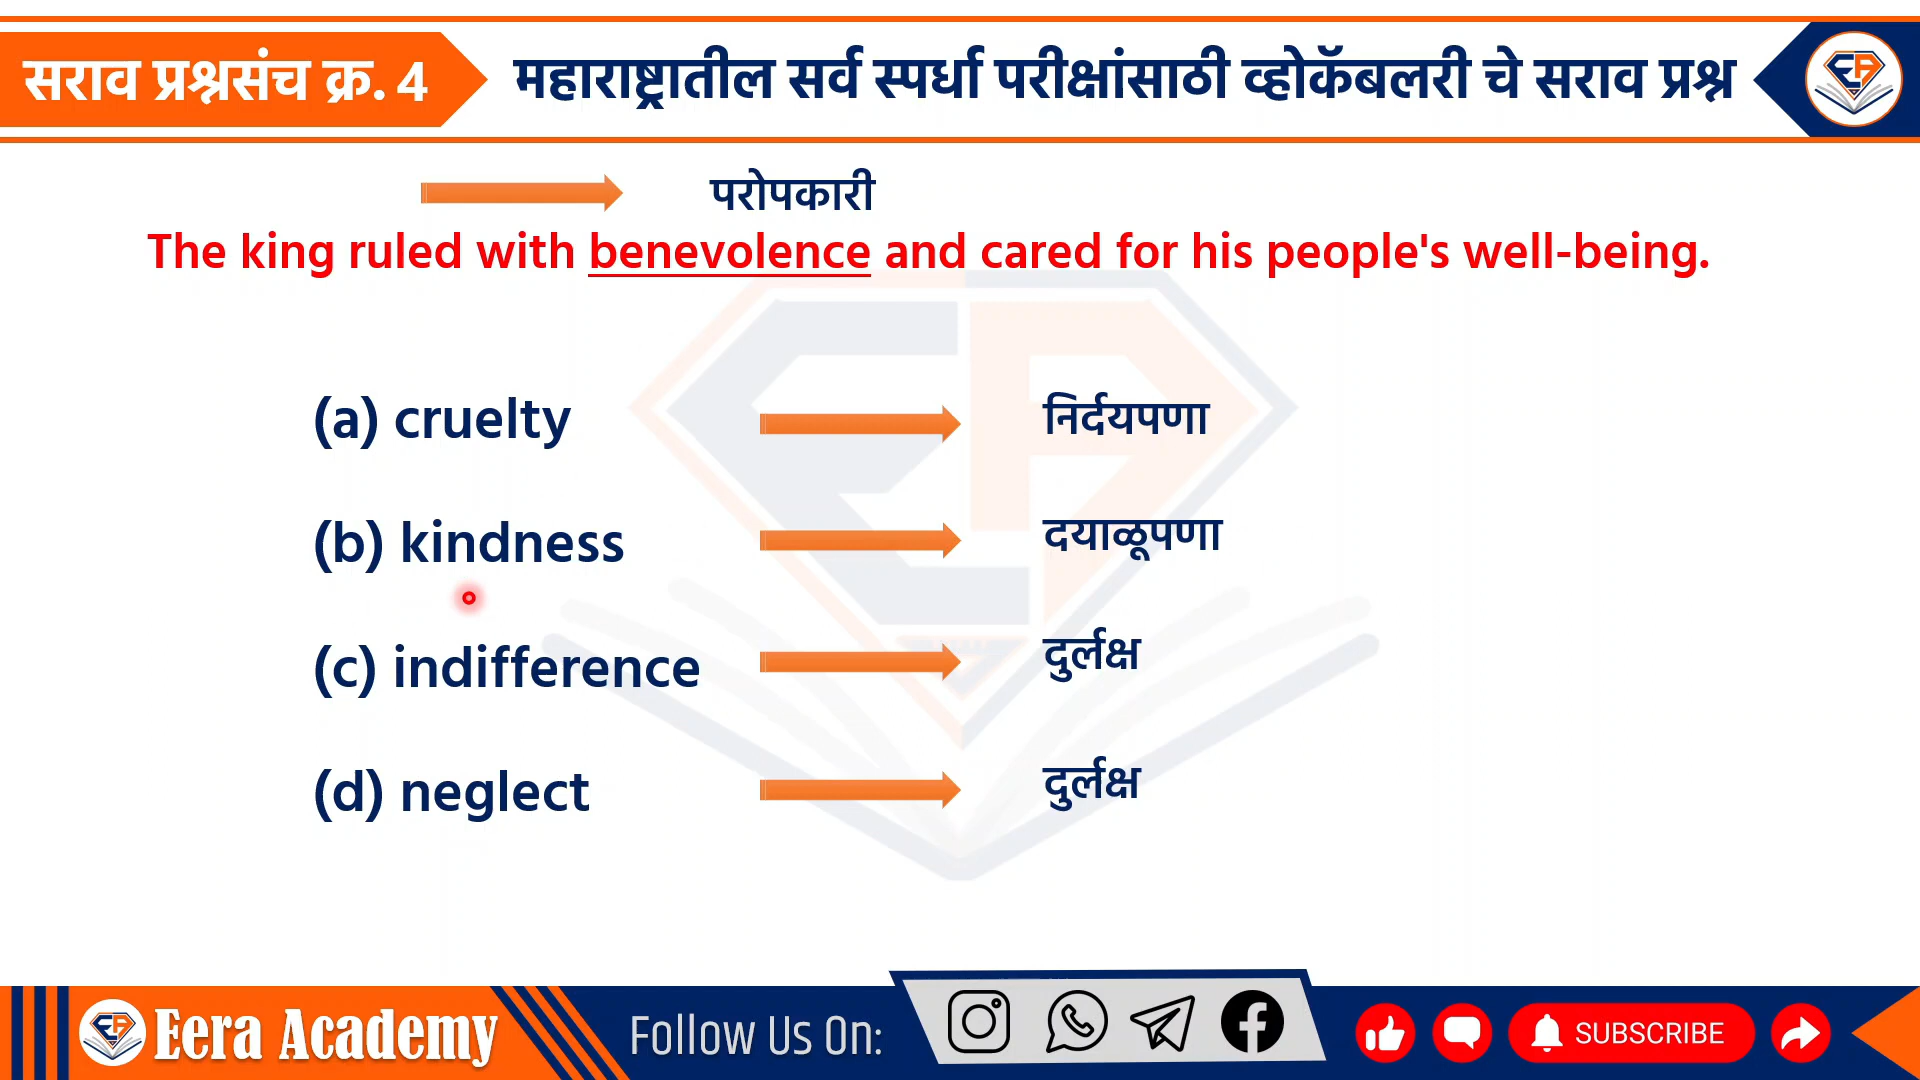 सराव प्रश्नसंच क्र. 4
महाराष्ट्रातील सर्व स्पर्धा परीक्षांसाठी व्होकॅबलरी चे सराव प्रश्न
परोपकारी
The king ruled with benevolence and cared for his people's well-being.
(a) cruelty निर्दयपणा
(b) kindness दयाळूपणा
(c) indifference दुर्लक्ष
(d) neglect दुर्लक्ष
Eera Academy
Follow Us On:
SUBSCRIBE